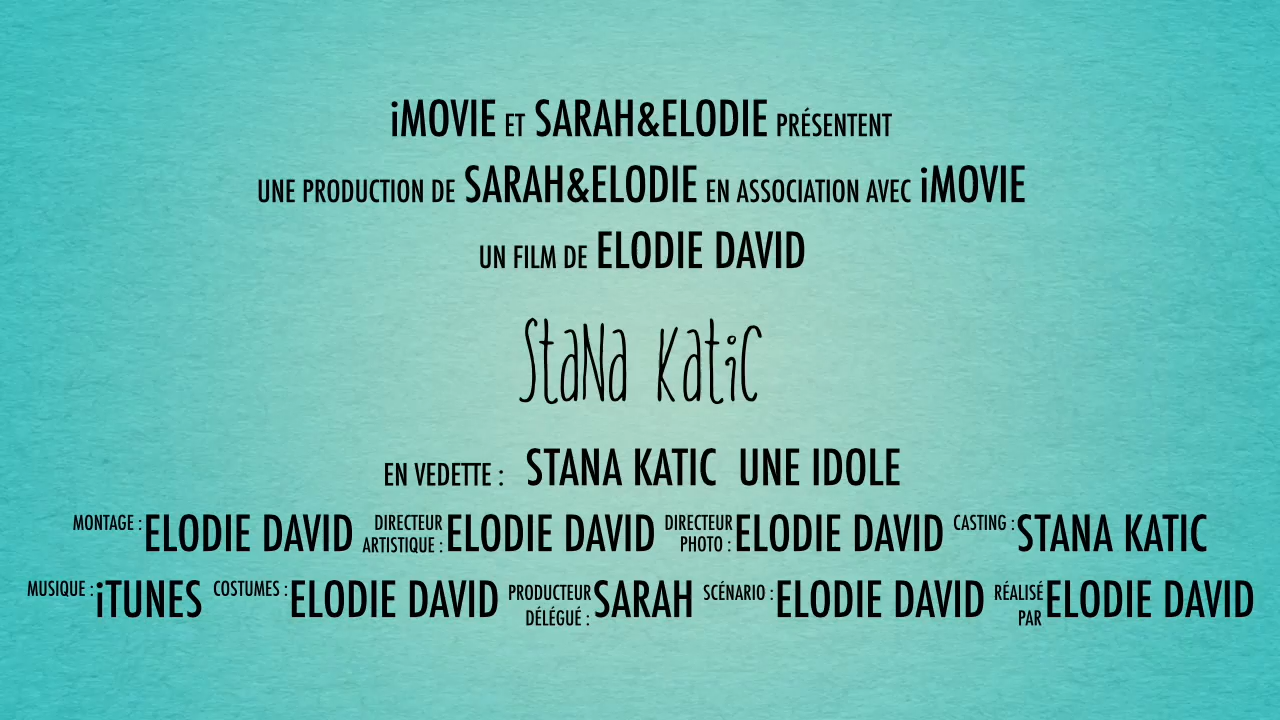 iMOVIE ET SARAH&ELODIE PRÉSENTENT
UNE PRODUCTION DE SARAH&ELODIE EN ASSOCIATION AVEC iMOVIE
UN FILM DE ELODIE DAVID
StaNa KatiC
EN VEDETTE : STANA KATIC UNE IDOLE
MONTAGE : ELODIE DAVID DIRECTEUR ARTISTIQUE : ELODIE DAVID DIRECTEUR PHOTO : ELODIE DAVID CASTING : STANA KATIC
MUSIQUE : iTUNES COSTUMES : ELODIE DAVID PRODUCTEUR DÉLÉGUÉ : SARAH SCÉNARIO : ELODIE DAVID RÉALISÉ PAR ELODIE DAVID